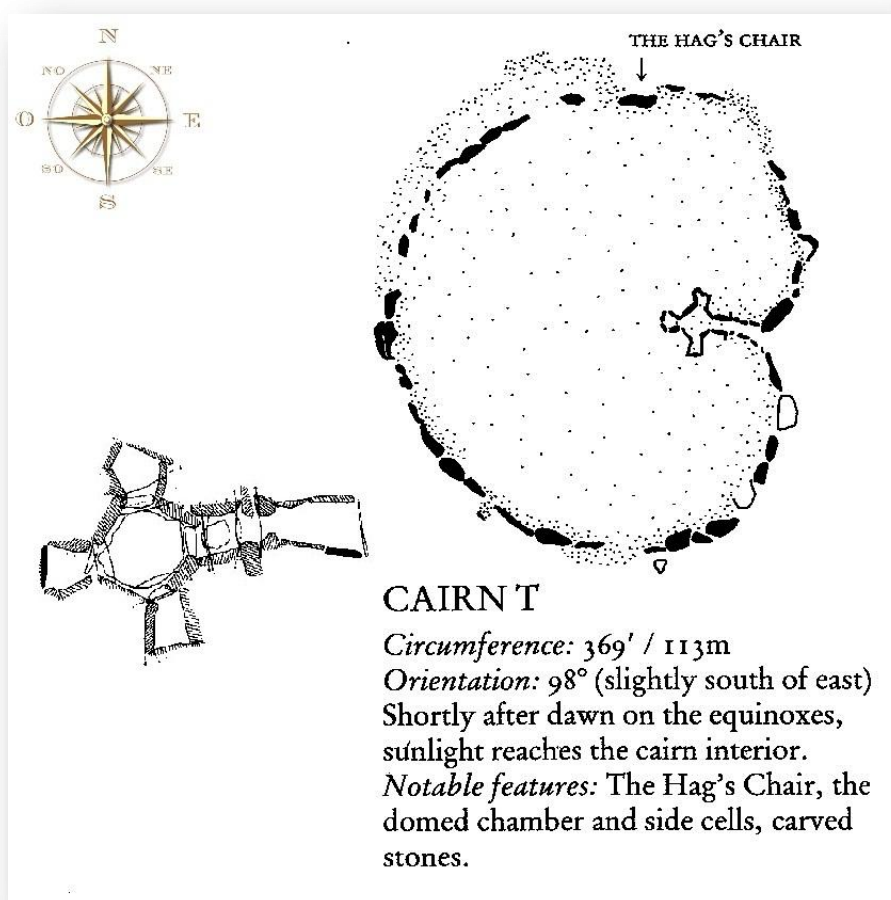 N
NO NE
O E
SO SE
S
THE HAG'S CHAIR
CAIRN T
Circumference: 369' / 113m
Orientation: 98° (slightly south of east)
Shortly after dawn on the equinoxes,
sunlight reaches the cairn interior.
Notable features: The Hag's Chair, the
domed chamber and side cells, carved
stones.